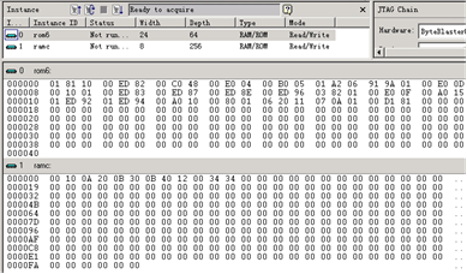 Instance Ready to acquire
I... Instance ID Status Width Depth Type Mode
0 rom6 Not run... 24 64 RAM/ROM Read/Write
1 ramc Not run... 8 256 RAM/ROM Read/Write
JTAG Chain
Hardware: ByteBlaster
0 rom6:
000000 01 81 10 00 ED 82 00 C0 48 00 E0 04 00 B0 05 01 A2 06 91 9A 01 00 E0 0D
000008 00 10 01 00 ED 83 00 ED 87 00 ED 8E 00 ED 96 03 82 01 00 E0 0F 00 A0 15
000010 01 ED 92 01 ED 94 00 A0 10 00 80 01 06 20 11 07 0A 01 00 D1 81 00 00 00
000018 00 00 00 00 00 00 00 00 00 00 00 00 00 00 00 00 00 00 00 00 00 00 00 00
000020 00 00 00 00 00 00 00 00 00 00 00 00 00 00 00 00 00 00 00 00 00 00 00 00
000028 00 00 00 00 00 00 00 00 00 00 00 00 00 00 00 00 00 00 00 00 00 00 00 00
000030 00 00 00 00 00 00 00 00 00 00 00 00 00 00 00 00 00 00 00 00 00 00 00 00
000038 00 00 00 00 00 00 00 00 00 00 00 00 00 00 00 00 00 00 00 00 00 00 00 00
000040
1 ramc:
000000 00 10 0A 20 0B 30 0B 40 12 00 34 34 00 00 00 00 00 00 00 00 00 00 00 00 00
000019 00 00 00 00 00 00 00 00 00 00 00 00 00 00 00 00 00 00 00 00 00 00 00 00 00
000032 00 00 00 00 00 00 00 00 00 00 00 00 00 00 00 00 00 00 00 00 00 00 00 00 00
00004B 00 00 00 00 00 00 00 00 00 00 00 00 00 00 00 00 00 00 00 00 00 00 00 00 00
000064 00 00 00 00 00 00 00 00 00 00 00 00 00 00 00 00 00 00 00 00 00 00 00 00 00
00007D 00 00 00 00 00 00 00 00 00 00 00 00 00 00 00 00 00 00 00 00 00 00 00 00 00
000096 00 00 00 00 00 00 00 00 00 00 00 00 00 00 00 00 00 00 00 00 00 00 00 00 00
0000AF 00 00 00 00 00 00 00 00 00 00 00 00 00 00 00 00 00 00 00 00 00 00 00 00 00
0000C8 00 00 00 00 00 00 00 00 00 00 00 00 00 00 00 00 00 00 00 00 00 00 00 00 00
0000E1 00 00 00 00 00 00 00 00 00 00 00 00 00 00 00 00 00 00 00 00 00 00 00 00 00
0000FA 00 00 00 00 00 00